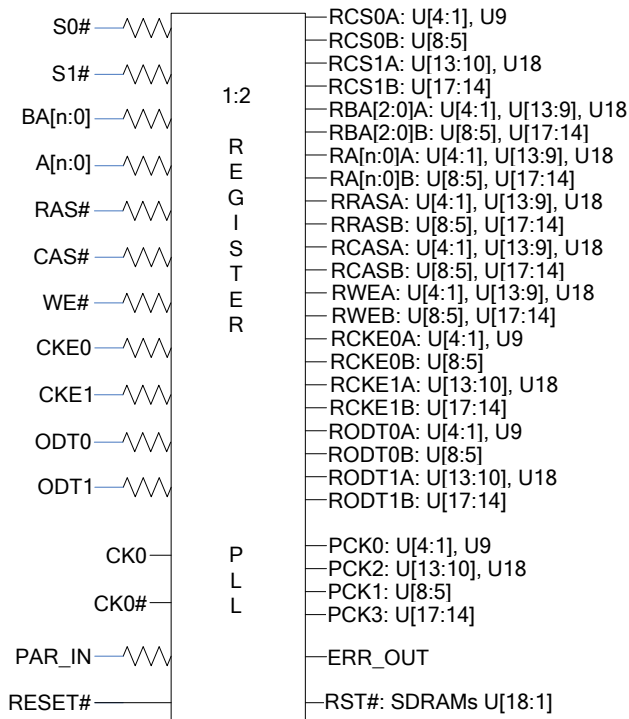 S0#
S1#
BA[n:0]
A[n:0]
RAS#
CAS#
WE#
CKE0
CKE1
ODT0
ODT1
CK0
CK0#
PAR_IN
RESET#
1:2
R
E
G
I
S
T
E
R
P
L
L
RCS0A: U[4:1], U9
RCS0B: U[8:5]
RCS1A: U[13:10], U18
RCS1B: U[17:14]
RBA[2:0]A: U[4:1], U[13:9], U18
RBA[2:0]B: U[8:5], U[17:14]
RA[n:0]A: U[4:1], U[13:9], U18
RA[n:0]B: U[8:5], U[17:14]
RRASA: U[4:1], U[13:9], U18
RRASB: U[8:5], U[17:14]
RCASA: U[4:1], U[13:9], U18
RCASB: U[8:5], U[17:14]
RWEA: U[4:1], U[13:9], U18
RWEB: U[8:5], U[17:14]
RCKE0A: U[4:1], U9
RCKE0B: U[8:5]
RCKE1A: U[13:10], U18
RCKE1B: U[17:14]
RODT0A: U[4:1], U9
RODT0B: U[8:5]
RODT1A: U[13:10], U18
RODT1B: U[17:14]
PCK0: U[4:1], U9
PCK2: U[13:10], U18
PCK1: U[8:5]
PCK3: U[17:14]
ERR_OUT
RST#: SDRAMs U[18:1]